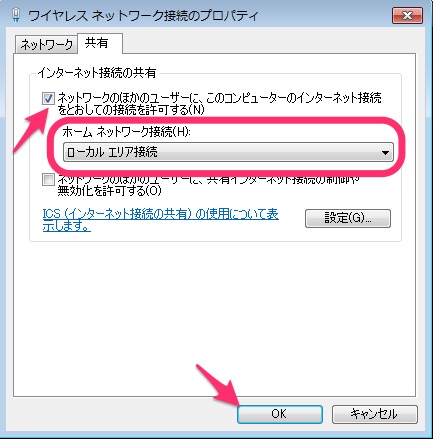 ワイヤレス ネットワーク接続のプロパティ
ネットワーク 共有
インターネット接続の共有
ネットワークのほかのユーザーに、このコンピューターのインターネット接続
をとおしての接続を許可する(N)
ホーム ネットワーク接続(H):
ローカル エリア接続
ネットワークのほかのユーザーに、共有インターネット接続の制御や
無効化を許可する(O)
ICS (インターネット接続の共有) の使用について表
示します。
設定(G)...
OK キャンセル